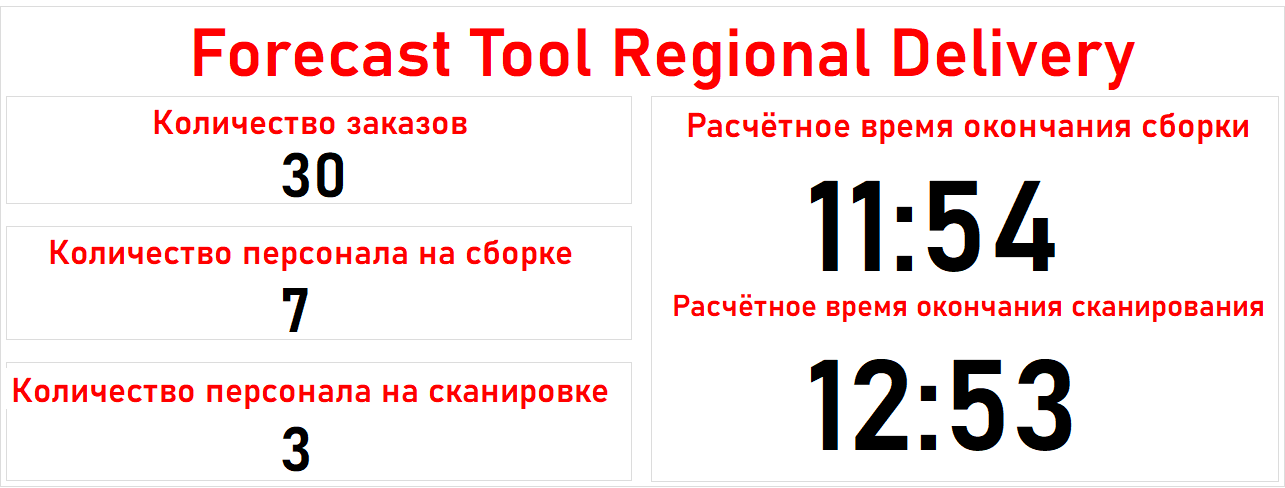 Forecast Tool Regional Delivery
Количество заказов
30
Количество персонала на сборке
7
Количество персонала на сканировке
3
Расчётное время окончания сборки
11:54
Расчётное время окончания сканирования
12:53